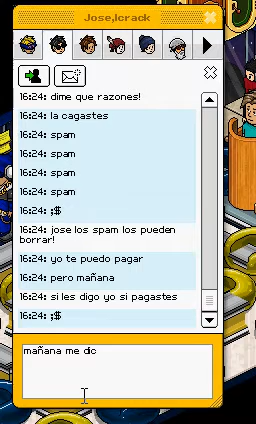 Jose,lcrack
16:24: dime que razones!
16:24: la cagastes
16:24: spam
16:24: spam
16:24: spam
16:24: spam
16:24: ;$
16:24: jose los spam los pueden
borrar!
16:24: yo te puedo pagar
16:24: pero mañana
16:24: si les digo yo si pagastes
16:24: ;$
mañana me dc